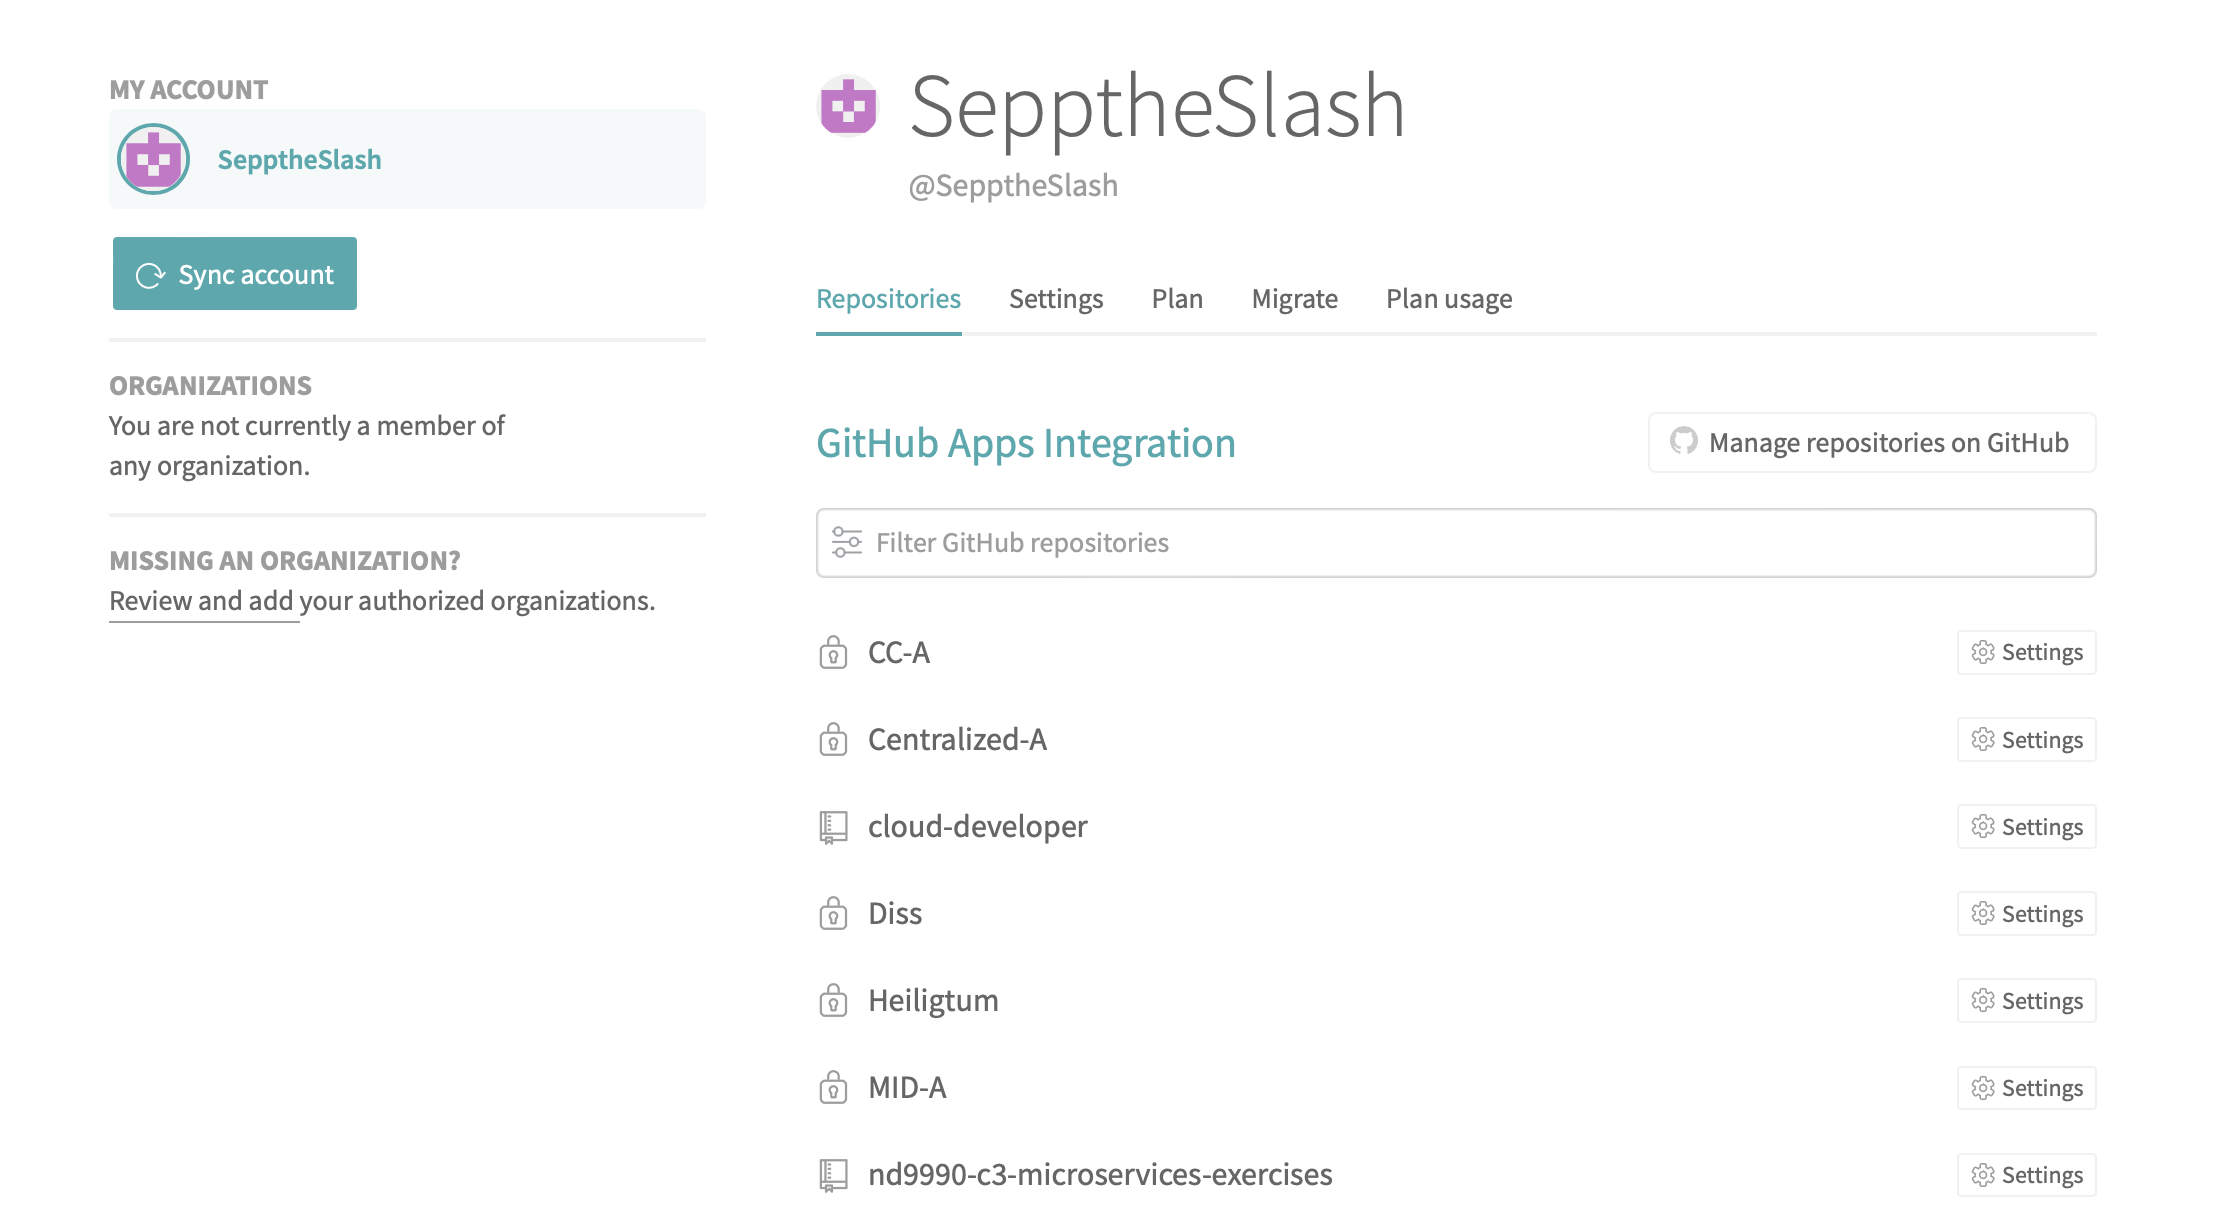 MY ACCOUNT
SepptheSlash
Sync account
ORGANIZATIONS
You are not currently a member of
any organization.
MISSING AN ORGANIZATION?
Review and add your authorized organizations.
SepptheSlash
@SepptheSlash
Repositories Settings Plan Migrate Plan usage
GitHub Apps Integration
Manage repositories on GitHub
Filter GitHub repositories
CC-A Settings
Centralized-A Settings
cloud-developer Settings
Diss Settings
Heiligtum Settings
MID-A Settings
nd9990-c3-microservices-exercises Settings